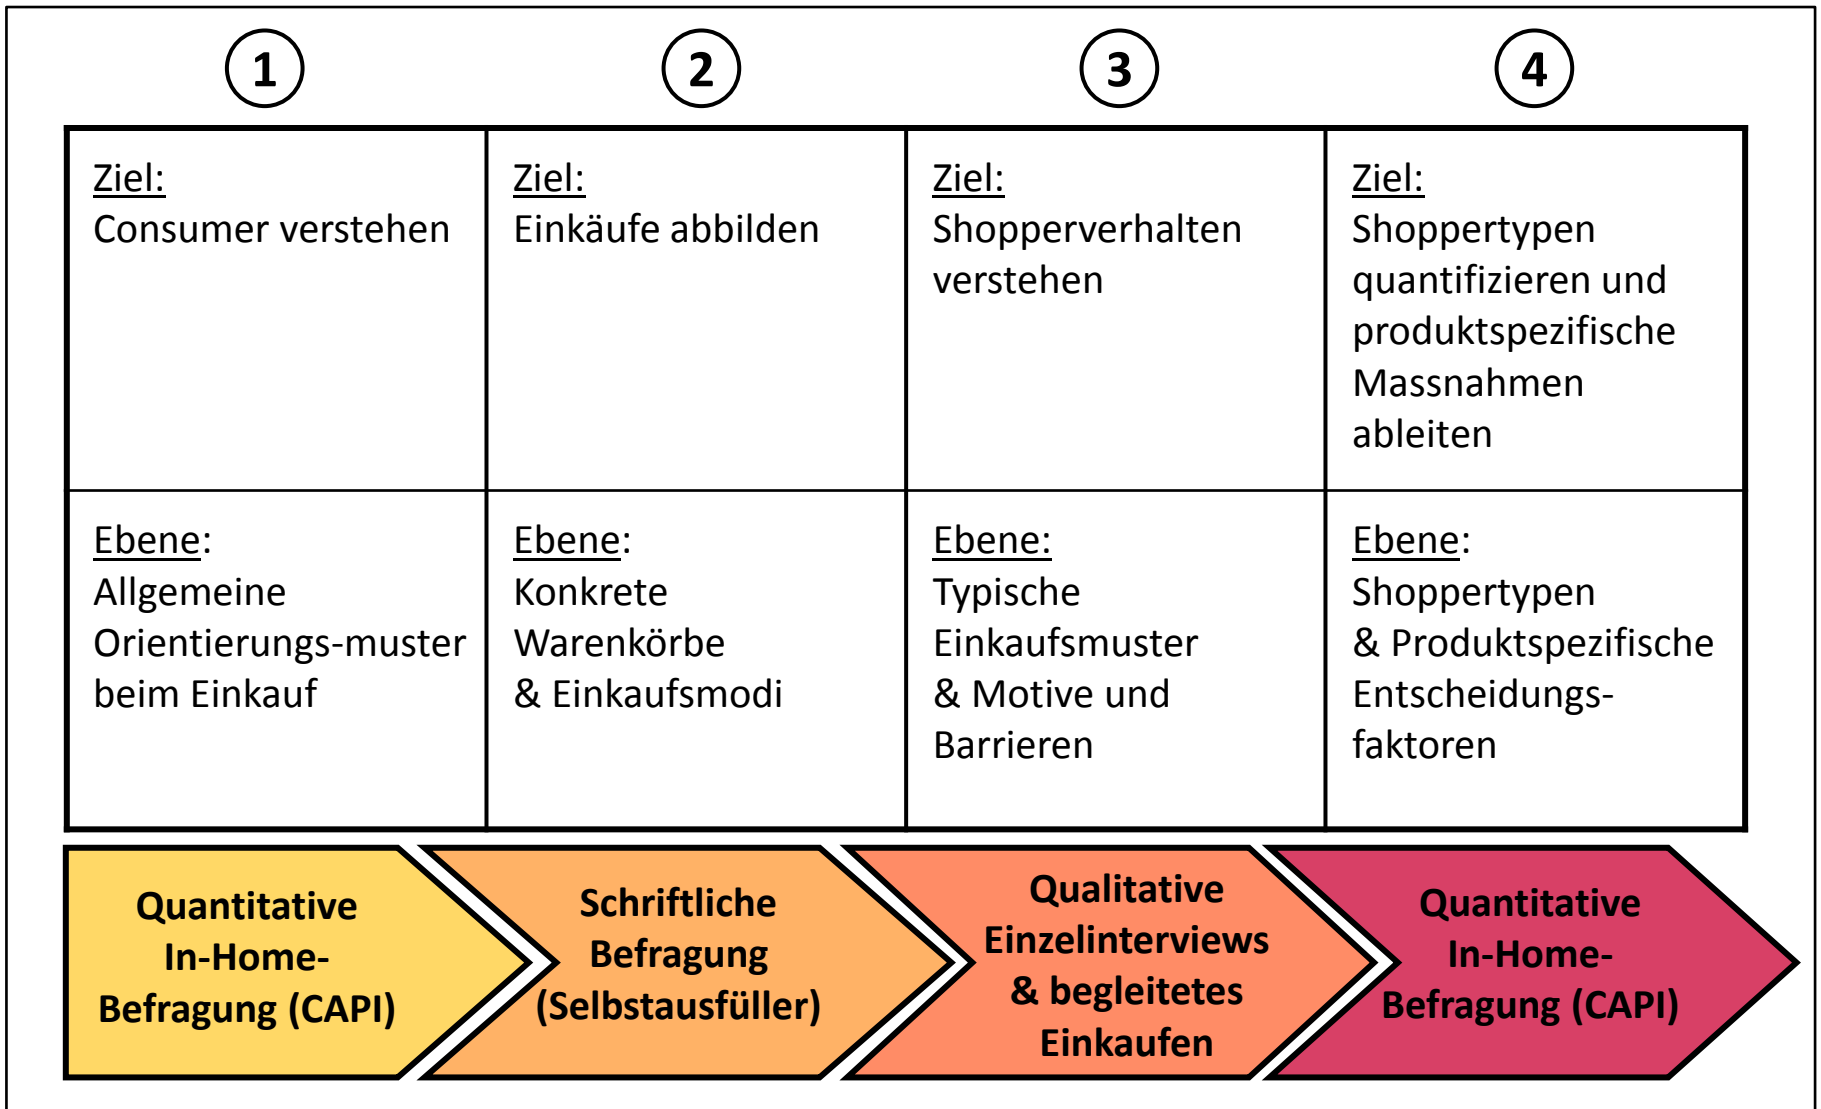 1
2
3
4
Ziel:
Consumer verstehen
Ziel:
Einkäufe abbilden
Ziel:
Shopperverhalten
verstehen
Ziel:
Shoppertypen
quantifizieren und
produktspezifische
Massnahmen
ableiten
Ebene:
Allgemeine
Orientierungs-muster
beim Einkauf
Ebene:
Konkrete
Warenkörbe
& Einkaufsmodi
Ebene:
Typische
Einkaufsmuster
& Motive und
Barrieren
Ebene:
Shoppertypen
& Produktspezifische
Entscheidungs-
faktoren
Quantitative
In-Home-
Befragung (CAPI)
Schriftliche
Befragung
(Selbstausfüller)
Qualitative
Einzelinterviews
& begleitetes
Einkaufen
Quantitative
In-Home-
Befragung (CAPI)